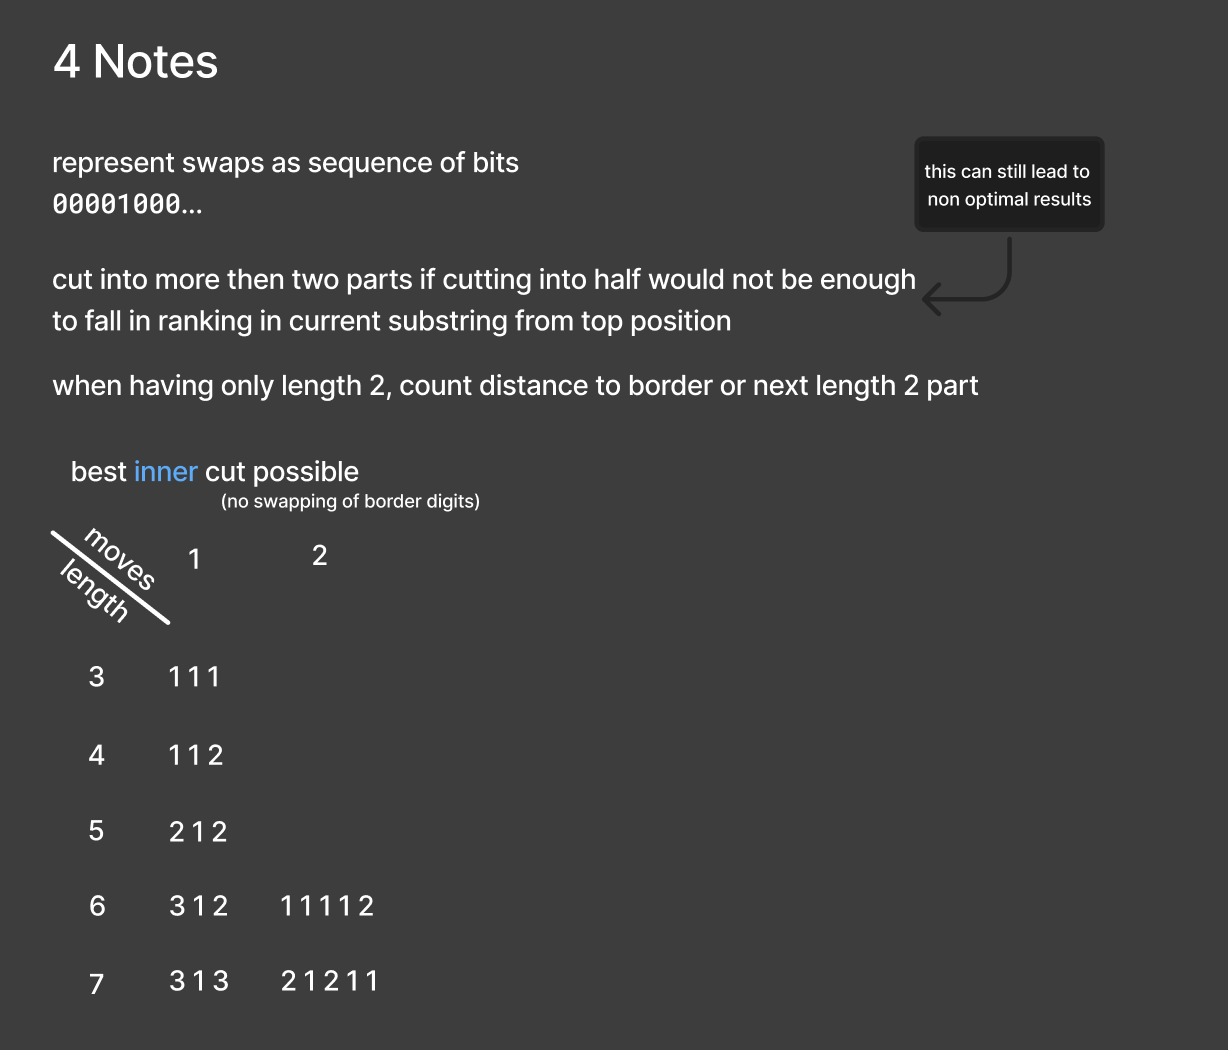 4 Notes
represent swaps as sequence of bits
00001000...
this can still lead to
non optimal results
cut into more then two parts if cutting into half would not be enough
to fall in ranking in current substring from top position
when having only length 2, count distance to border or next length 2 part
best inner cut possible
(no swapping of border digits)
moves
length
1 2
3 1 1 1
4 1 1 2
5 2 1 2
6 3 1 2 1 1 1 1 2
7 3 1 3 2 1 2 1 1